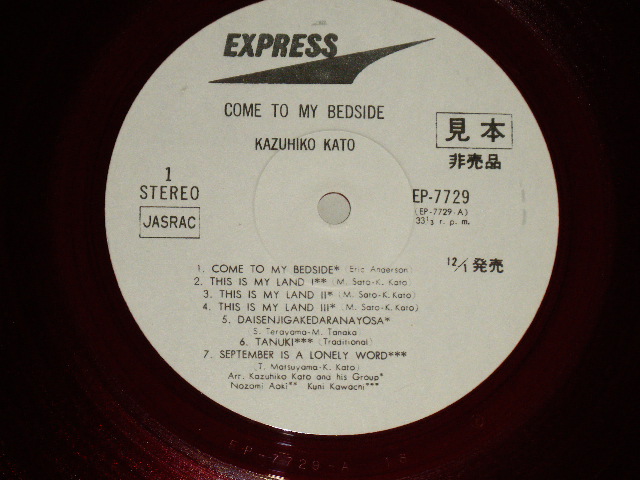 EXPRESS
COME TO MY BEDSIDE
KAZUHIKO KATO
見本
非売品
1
STEREO
JASRAC
EP-7729
(EP-7729-A)
33 1/3 r. p. m.
12/1 発売
1. COME TO MY BEDSIDE* (Eric Anderson)
2. THIS IS MY LAND I** (M. Sato-K. Kato)
3. THIS IS MY LAND II* (M. Sato-K. Kato)
4. THIS IS MY LAND III* (M. Sato-K. Kato)
5. DAISENJIGAKEDARANAYOSA*
(S. Terayama-M. Tanaka)
6. TANUKI*** (Traditional)
7. SEPTEMBER IS A LONELY WORD***
(T. Matsuyama-K. Kato)
Arr. Kazuhiko Kato and his Group*
Nozomi Aoki** Kuni Kawachi***
EP-7729-A